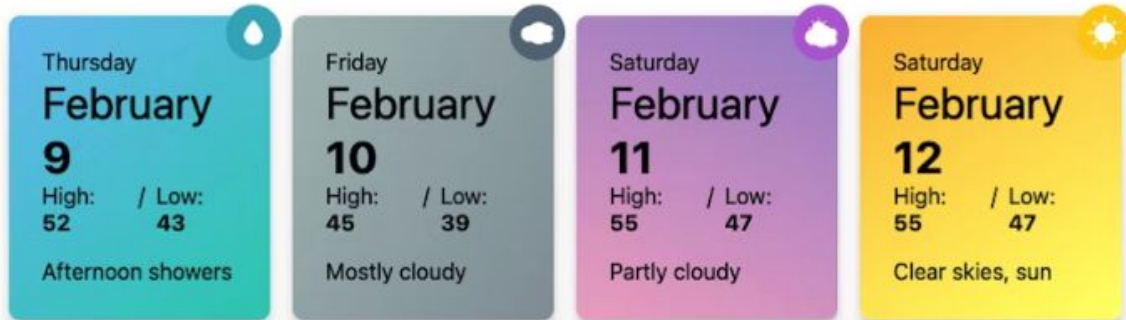 Thursday
February
9
High: / Low:
52 43
Afternoon showers
Friday
February
10
High: / Low:
45 39
Mostly cloudy
Saturday
February
11
High: / Low:
55 47
Partly cloudy
Saturday
February
12
High: / Low:
55 47
Clear skies, sun